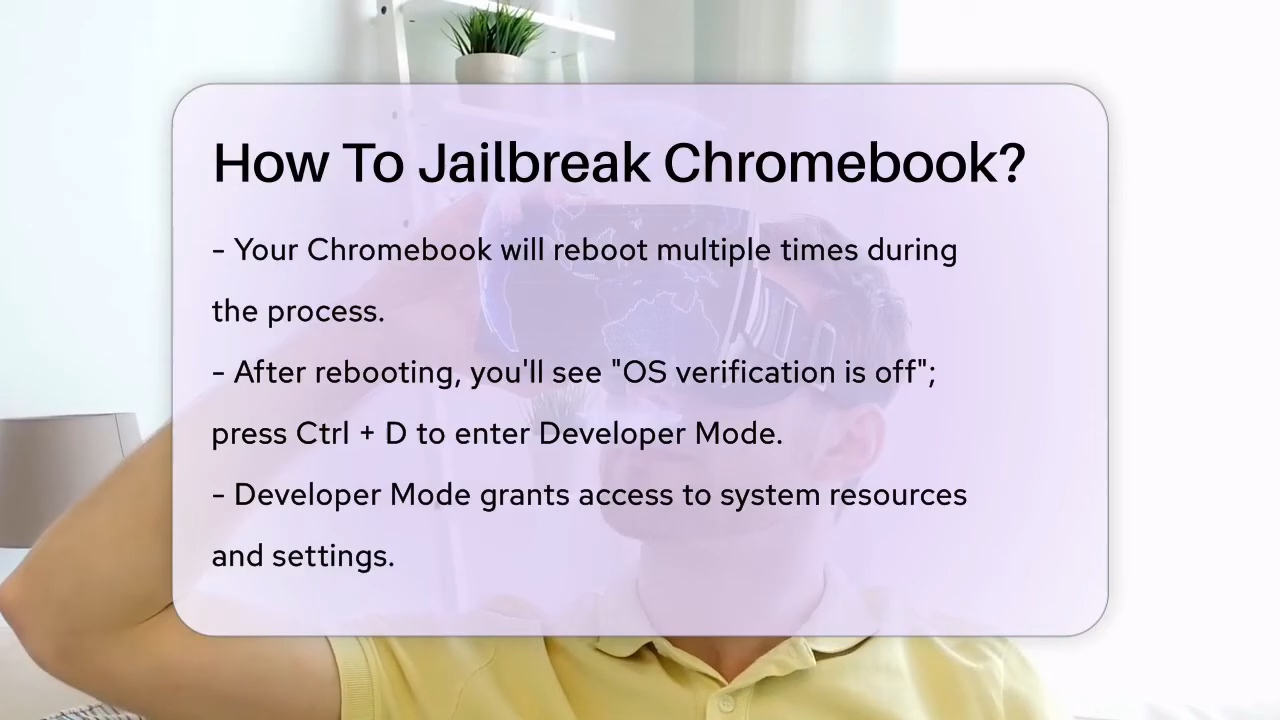 How To Jailbreak Chromebook?
- Your Chromebook will reboot multiple times during
the process.
- After rebooting, you'll see "OS verification is off";
press Ctrl + D to enter Developer Mode.
- Developer Mode grants access to system resources
and settings.